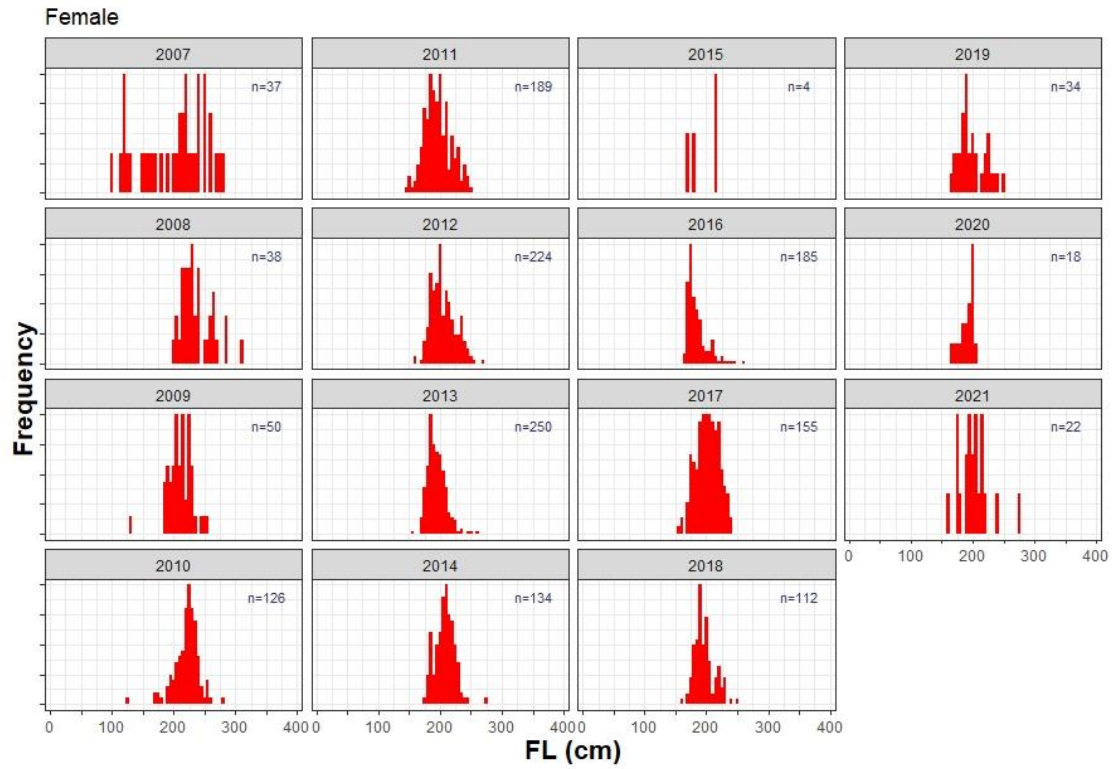 Female
2007 2011 2015 2019
n=37 n=189 n=4 n=34
2008 2012 2016 2020
n=38 n=224 n=185 n=18
2009 2013 2017 2021
n=50 n=250 n=155 n=22
0 100 200 300 400
2010 2014 2018
n=126 n=134 n=112
0 100 200 300 0 100 200 300 400 0 100 200 300 400
Frequency
FL (cm)